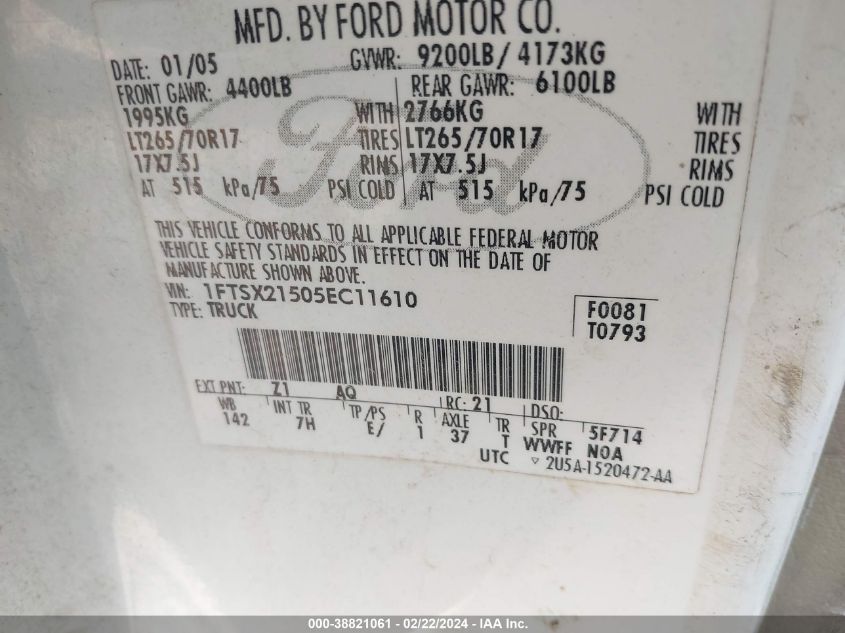 MFD. BY FORD MOTOR CO.
DATE: 01/05 GVWR: 9200LB/ 4173KG
FRONT GAWR: 4400LB REAR GAWR: 6100LB
1995KG WITH 2766KG WITH
LT265/70R17 TIRES LT265/70R17 TIRES
17X7.5J RIMS 17X7.5J RIMS
AT 515 kPa/75 PSI COLD AT 515 kPa/75 PSI COLD
Ford
THIS VEHICLE CONFORMS TO ALL APPLICABLE FEDERAL MOTOR
VEHICLE SAFETY STANDARDS IN EFFECT ON THE DATE OF
MANUFACTURE SHOWN ABOVE.
VIN: 1FTSX21505EC11610
TYPE: TRUCK
F0081
T0793
EXT PNT: Z1 AQ RC: 21 DSO:
WB INT TR TP/PS R AXLE TR SPR 5F714
142 7H E/ 1 37 T WWFF N0A
UTC ▽ 2U5A-1520472-AA
000-38821061 - 02/22/2024 - IAA Inc.